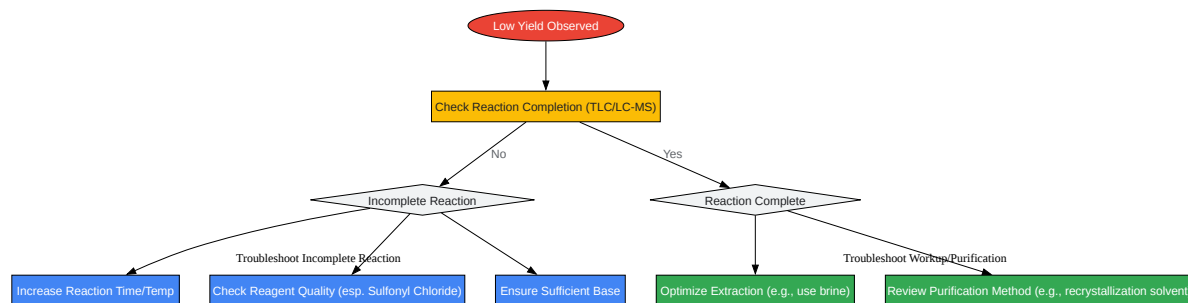 Low Yield Observed
Check Reaction Completion (TLC/LC-MS)
No
Yes
Incomplete Reaction
Reaction Complete
Troubleshoot Incomplete Reaction
Troubleshoot Workup/Purification
Increase Reaction Time/Temp
Check Reagent Quality (esp. Sulfonyl Chloride)
Ensure Sufficient Base
Optimize Extraction (e.g., use brine)
Review Purification Method (e.g., recrystallization solvent